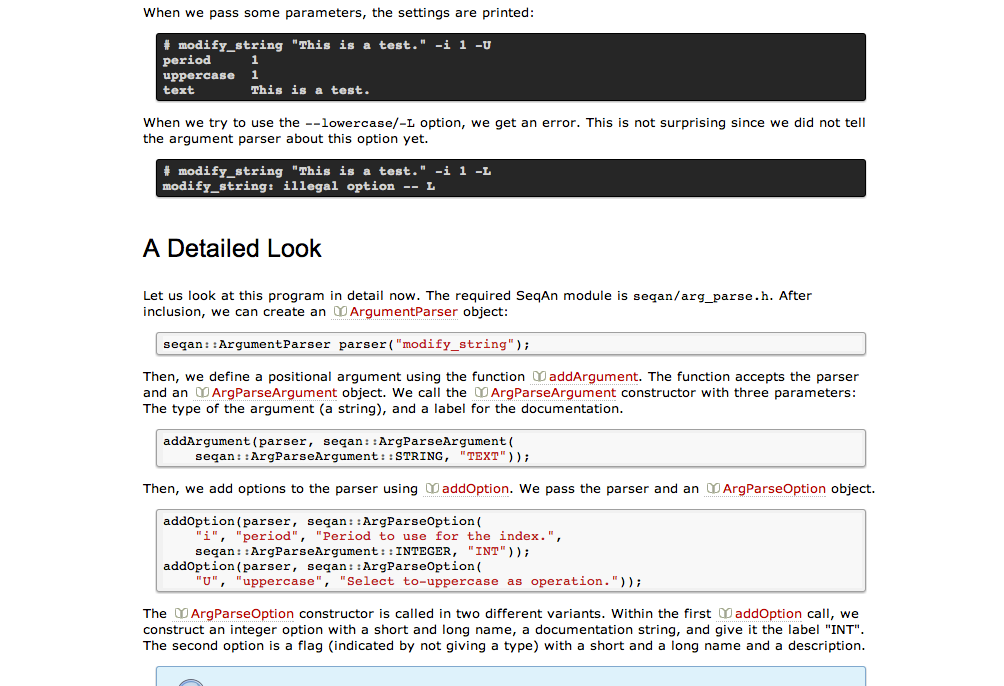 When we pass some parameters, the settings are printed:
# modify_string "This is a test." -i 1 -U
period     1
uppercase  1
text       This is a test.
When we try to use the --lowercase/-L option, we get an error. This is not surprising since we did not tell
the argument parser about this option yet.
# modify_string "This is a test." -i 1 -L
modify_string: illegal option -- L
A Detailed Look
Let us look at this program in detail now. The required SeqAn module is seqan/arg_parse.h. After
inclusion, we can create an ArgumentParser object:
seqan::ArgumentParser parser("modify_string");
Then, we define a positional argument using the function addArgument. The function accepts the parser
and an ArgParseArgument object. We call the ArgParseArgument constructor with three parameters:
The type of the argument (a string), and a label for the documentation.
addArgument(parser, seqan::ArgParseArgument(
    seqan::ArgParseArgument::STRING, "TEXT"));
Then, we add options to the parser using addOption. We pass the parser and an ArgParseOption object.
addOption(parser, seqan::ArgParseOption(
    "i", "period", "Period to use for the index.",
    seqan::ArgParseArgument::INTEGER, "INT"));
addOption(parser, seqan::ArgParseOption(
    "U", "uppercase", "Select to-uppercase as operation."));
The ArgParseOption constructor is called in two different variants. Within the first addOption call, we
construct an integer option with a short and long name, a documentation string, and give it the label "INT".
The second option is a flag (indicated by not giving a type) with a short and a long name and a description.